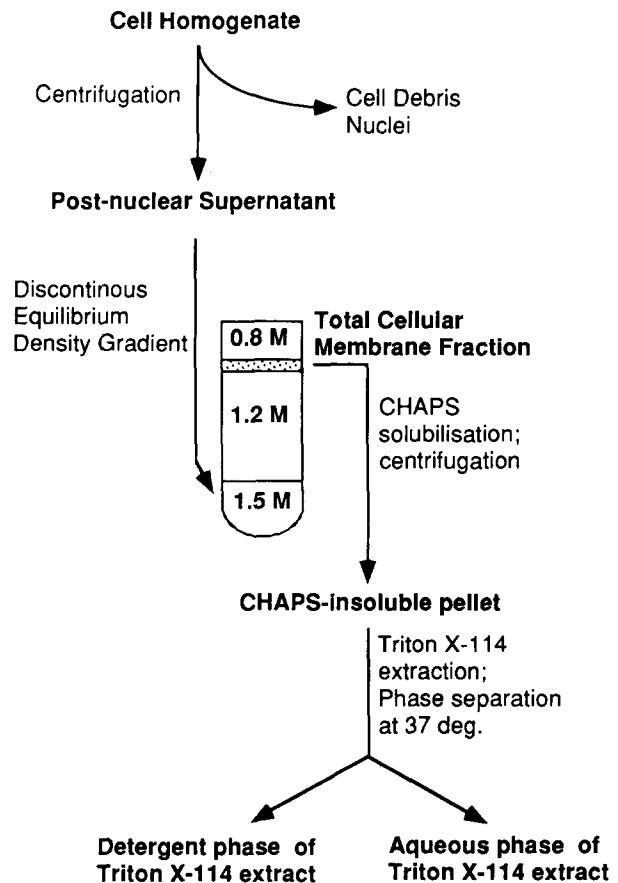 Cell Homogenate
Centrifugation
Cell Debris
Nuclei
Post-nuclear Supernatant
Discontinous
Equilibrium
Density Gradient
0.8 M
Total Cellular
Membrane Fraction
1.2 M
CHAPS
solubilisation;
centrifugation
1.5 M
CHAPS-insoluble pellet
Triton X-114
extraction;
Phase separation
at 37 deg.
Detergent phase of
Triton X-114 extract
Aqueous phase of
Triton X-114 extract